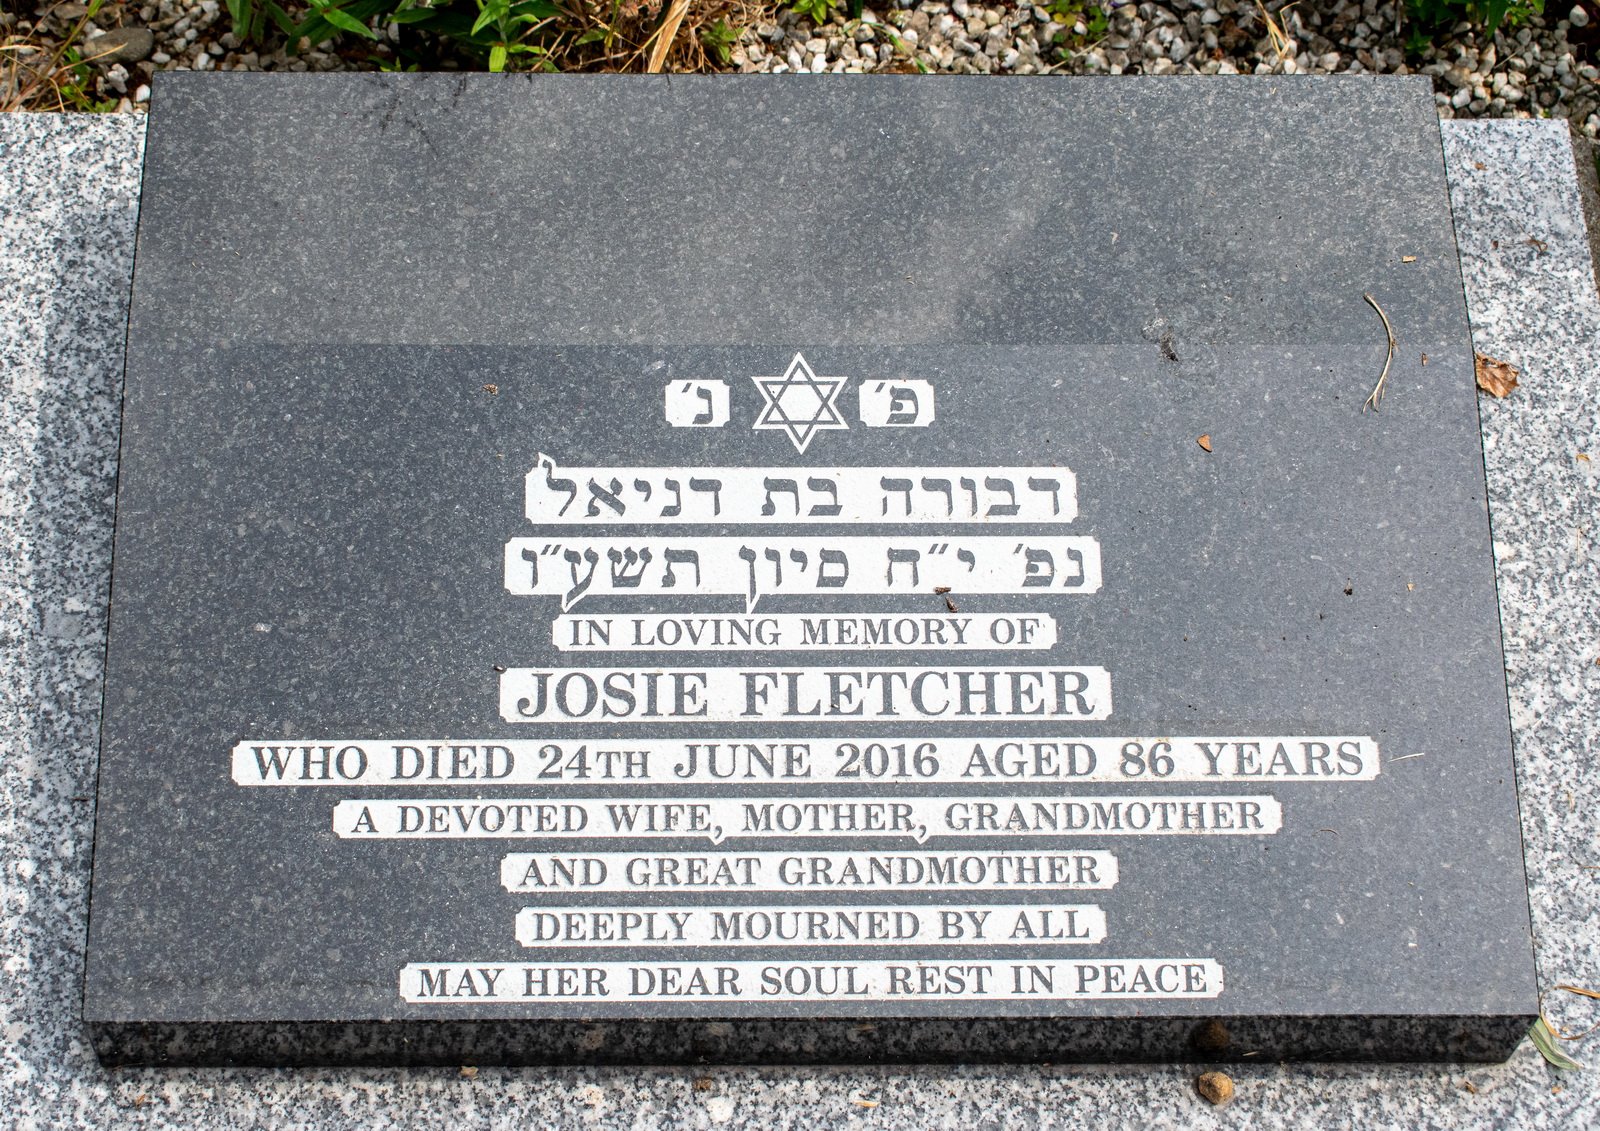 פ׳ נ׳
דבורה בת דניאל
נפ׳ י״ח סיון תשע״ו
IN LOVING MEMORY OF
JOSIE FLETCHER
WHO DIED 24TH JUNE 2016 AGED 86 YEARS
A DEVOTED WIFE, MOTHER, GRANDMOTHER
AND GREAT GRANDMOTHER
DEEPLY MOURNED BY ALL
MAY HER DEAR SOUL REST IN PEACE